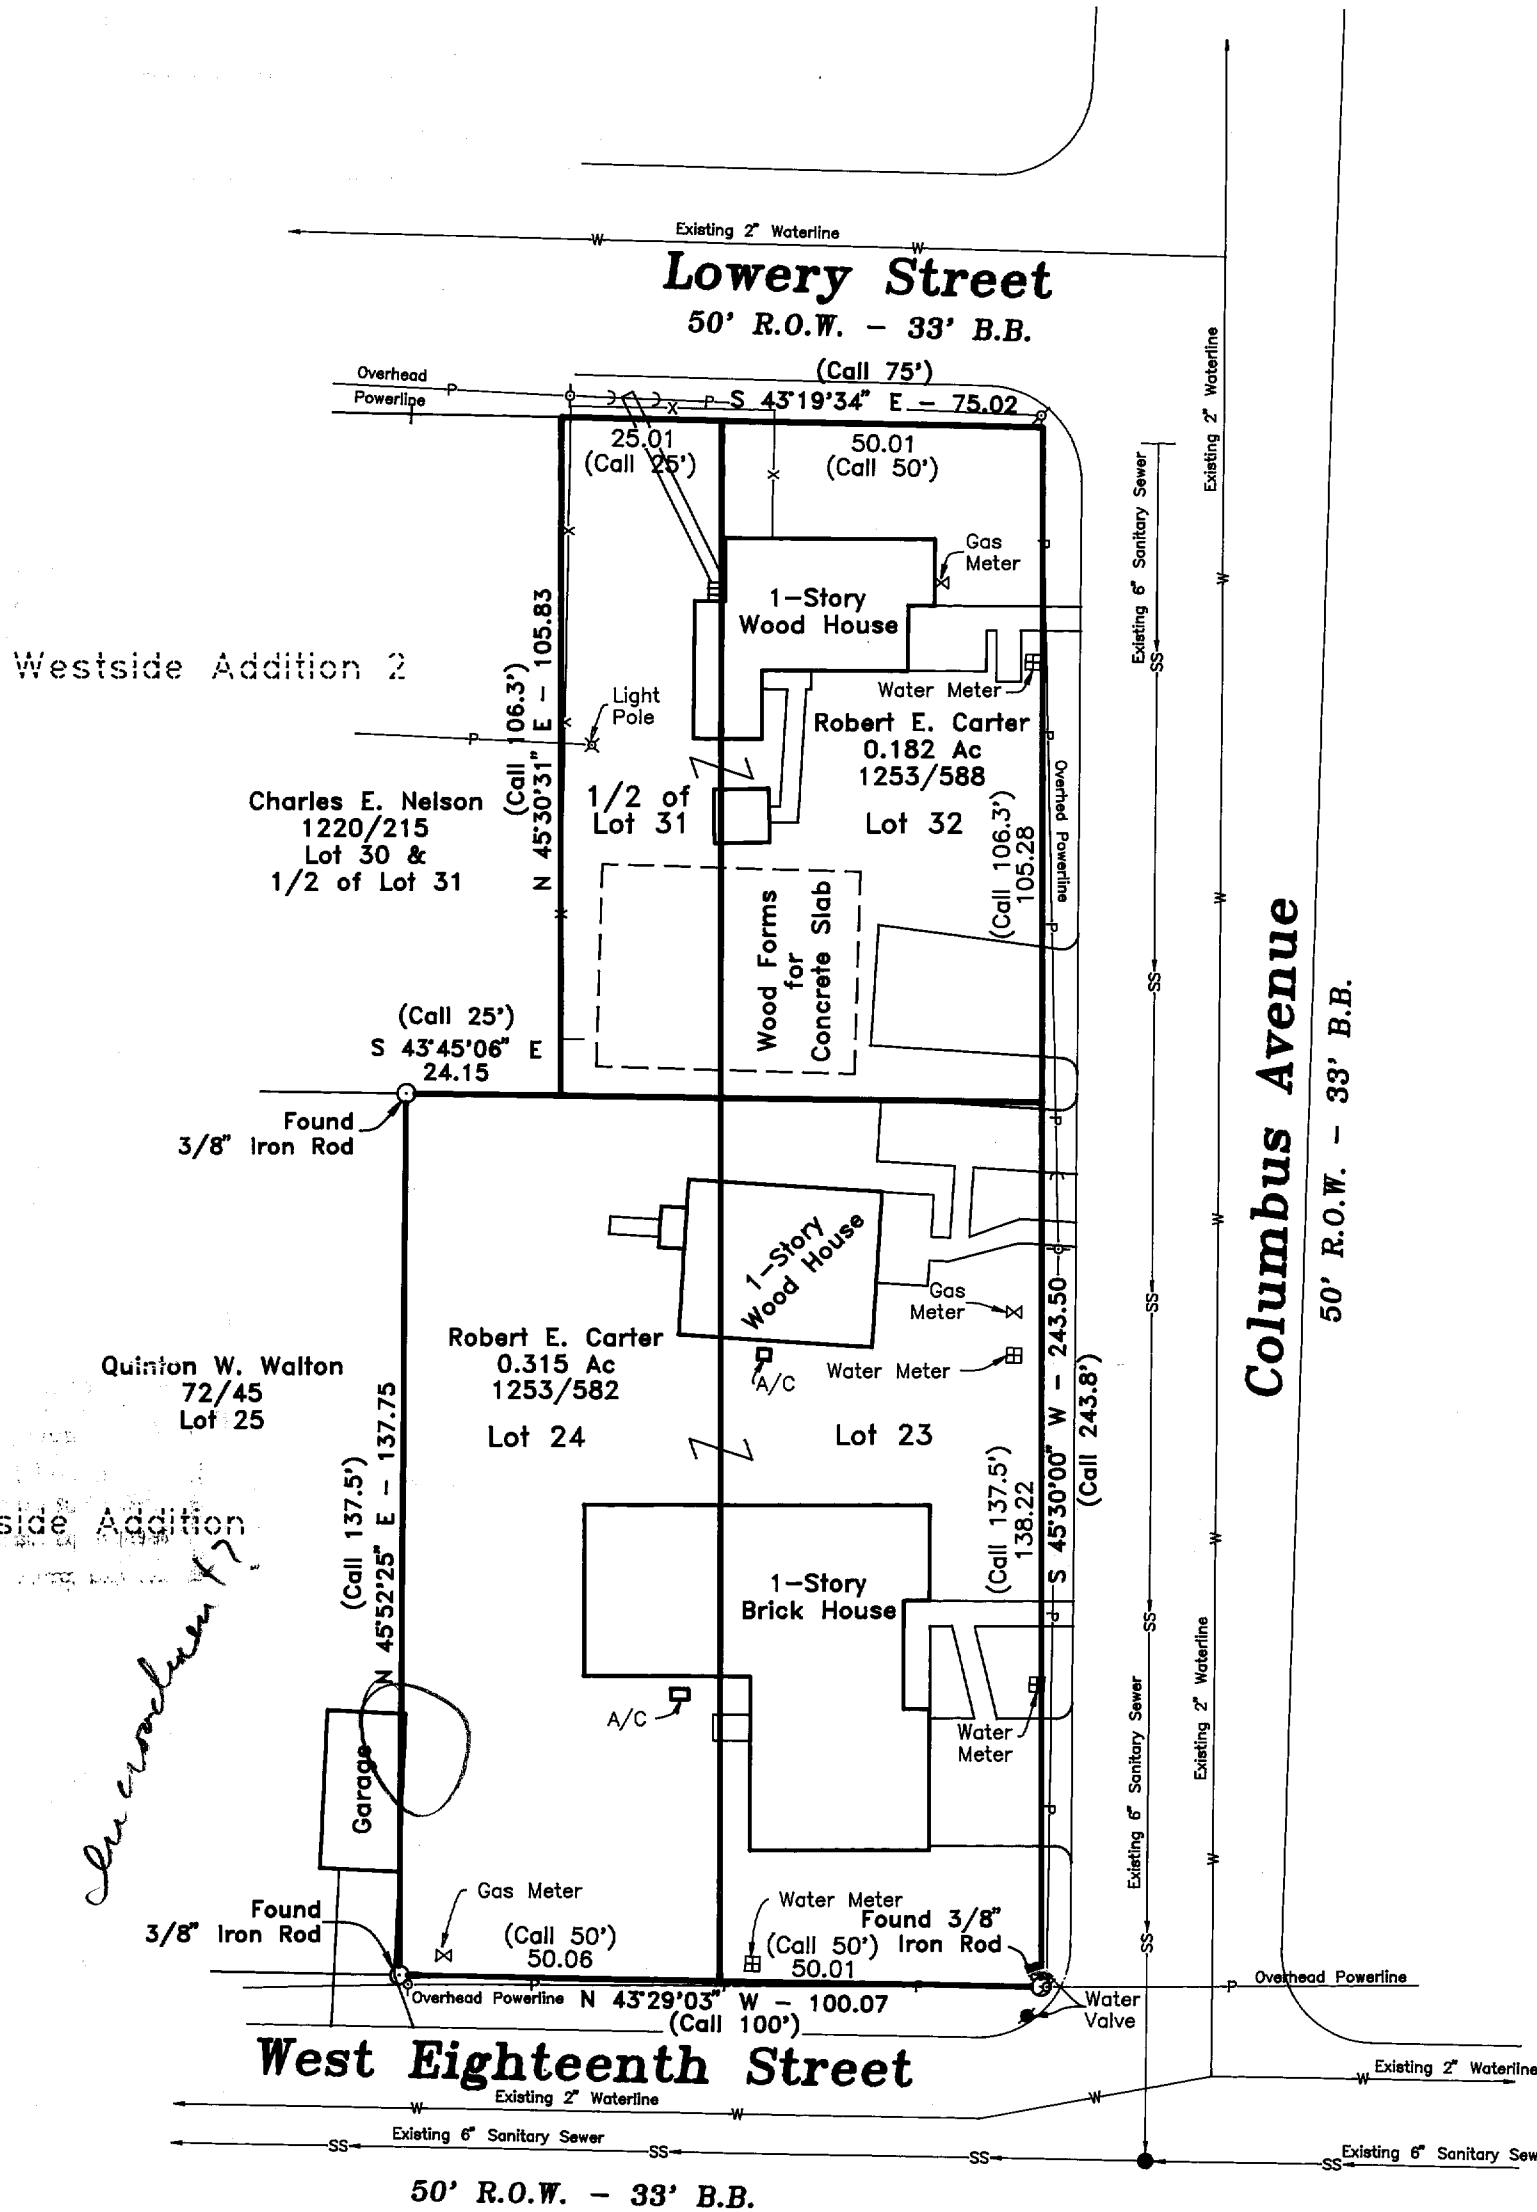 Existing 2" Waterline
W
W
Lowery Street
50' R.O.W. - 33' B.B.
(Call 75')
S 43°19'34" E - 75.02
Overhead
Powerline
P
P
X
25.01
(Call 25')
50.01
(Call 50')
X
X
Gas
Meter
1-Story
Wood House
P
Existing 6" Sanitary Sewer
Existing 2" Waterline
W
SS
Westside Addition 2
(Call 106.3')
N 45°30'31" E - 105.83
Light
Pole
P
Water Meter
Robert E. Carter
0.182 Ac
1253/588
P
Overhed Powerline
Charles E. Nelson
1220/215
Lot 30 &
1/2 of Lot 31
1/2 of
Lot 31
Lot 32
(Call 106.3')
105.28
X
Wood Forms
for
Concrete Slab
P
W
SS
Columbus Avenue
50' R.O.W. - 33' B.B.
(Call 25')
S 43°45'06" E
24.15
Found
3/8" Iron Rod
P
W
1-Story
Wood House
Gas
Meter
SS
A/C
Water Meter
Quinton W. Walton
72/45
Lot 25
Robert E. Carter
0.315 Ac
1253/582
Lot 24
Lot 23
(Call 137.5')
N 45°52'25" E - 137.75
(Call 137.5')
138.22
S 45°30'00" W - 243.50
(Call 243.8')
side Addition
W
1-Story
Brick House
P
SS
Existing 2" Waterline
A/C
Water
Meter
Garage
P
Existing 6" Sanitary Sewer
W
Gas Meter
Water Meter
Found
3/8" Iron Rod
(Call 50')
50.06
(Call 50')
50.01
Found 3/8"
Iron Rod
SS
P
P
P
Overhead Powerline
Overhead Powerline
N 43°29'03" W - 100.07
(Call 100')
Water
Valve
West Eighteenth Street
Existing 2" Waterline
W
W
W
W
Existing 2" Waterline
Existing 6" Sanitary Sewer
SS
SS
SS
SS
Existing 6" Sanitary Sew
50' R.O.W. - 33' B.B.